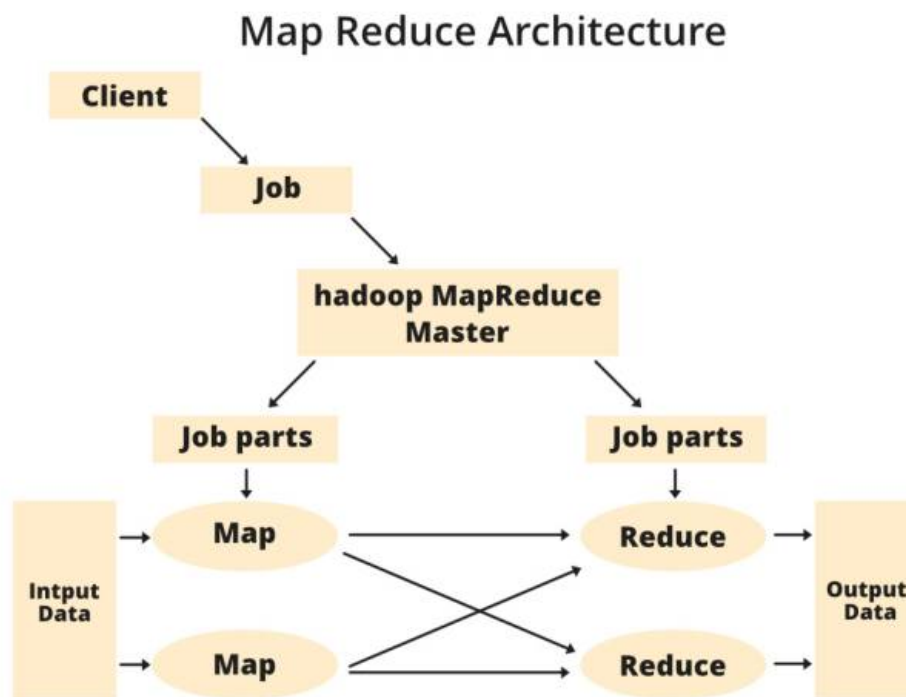 Map Reduce Architecture
Client
Job
hadoop MapReduce
Master
Job parts
Job parts
Map
Reduce
Intput
Data
Output
Data
Map
Reduce